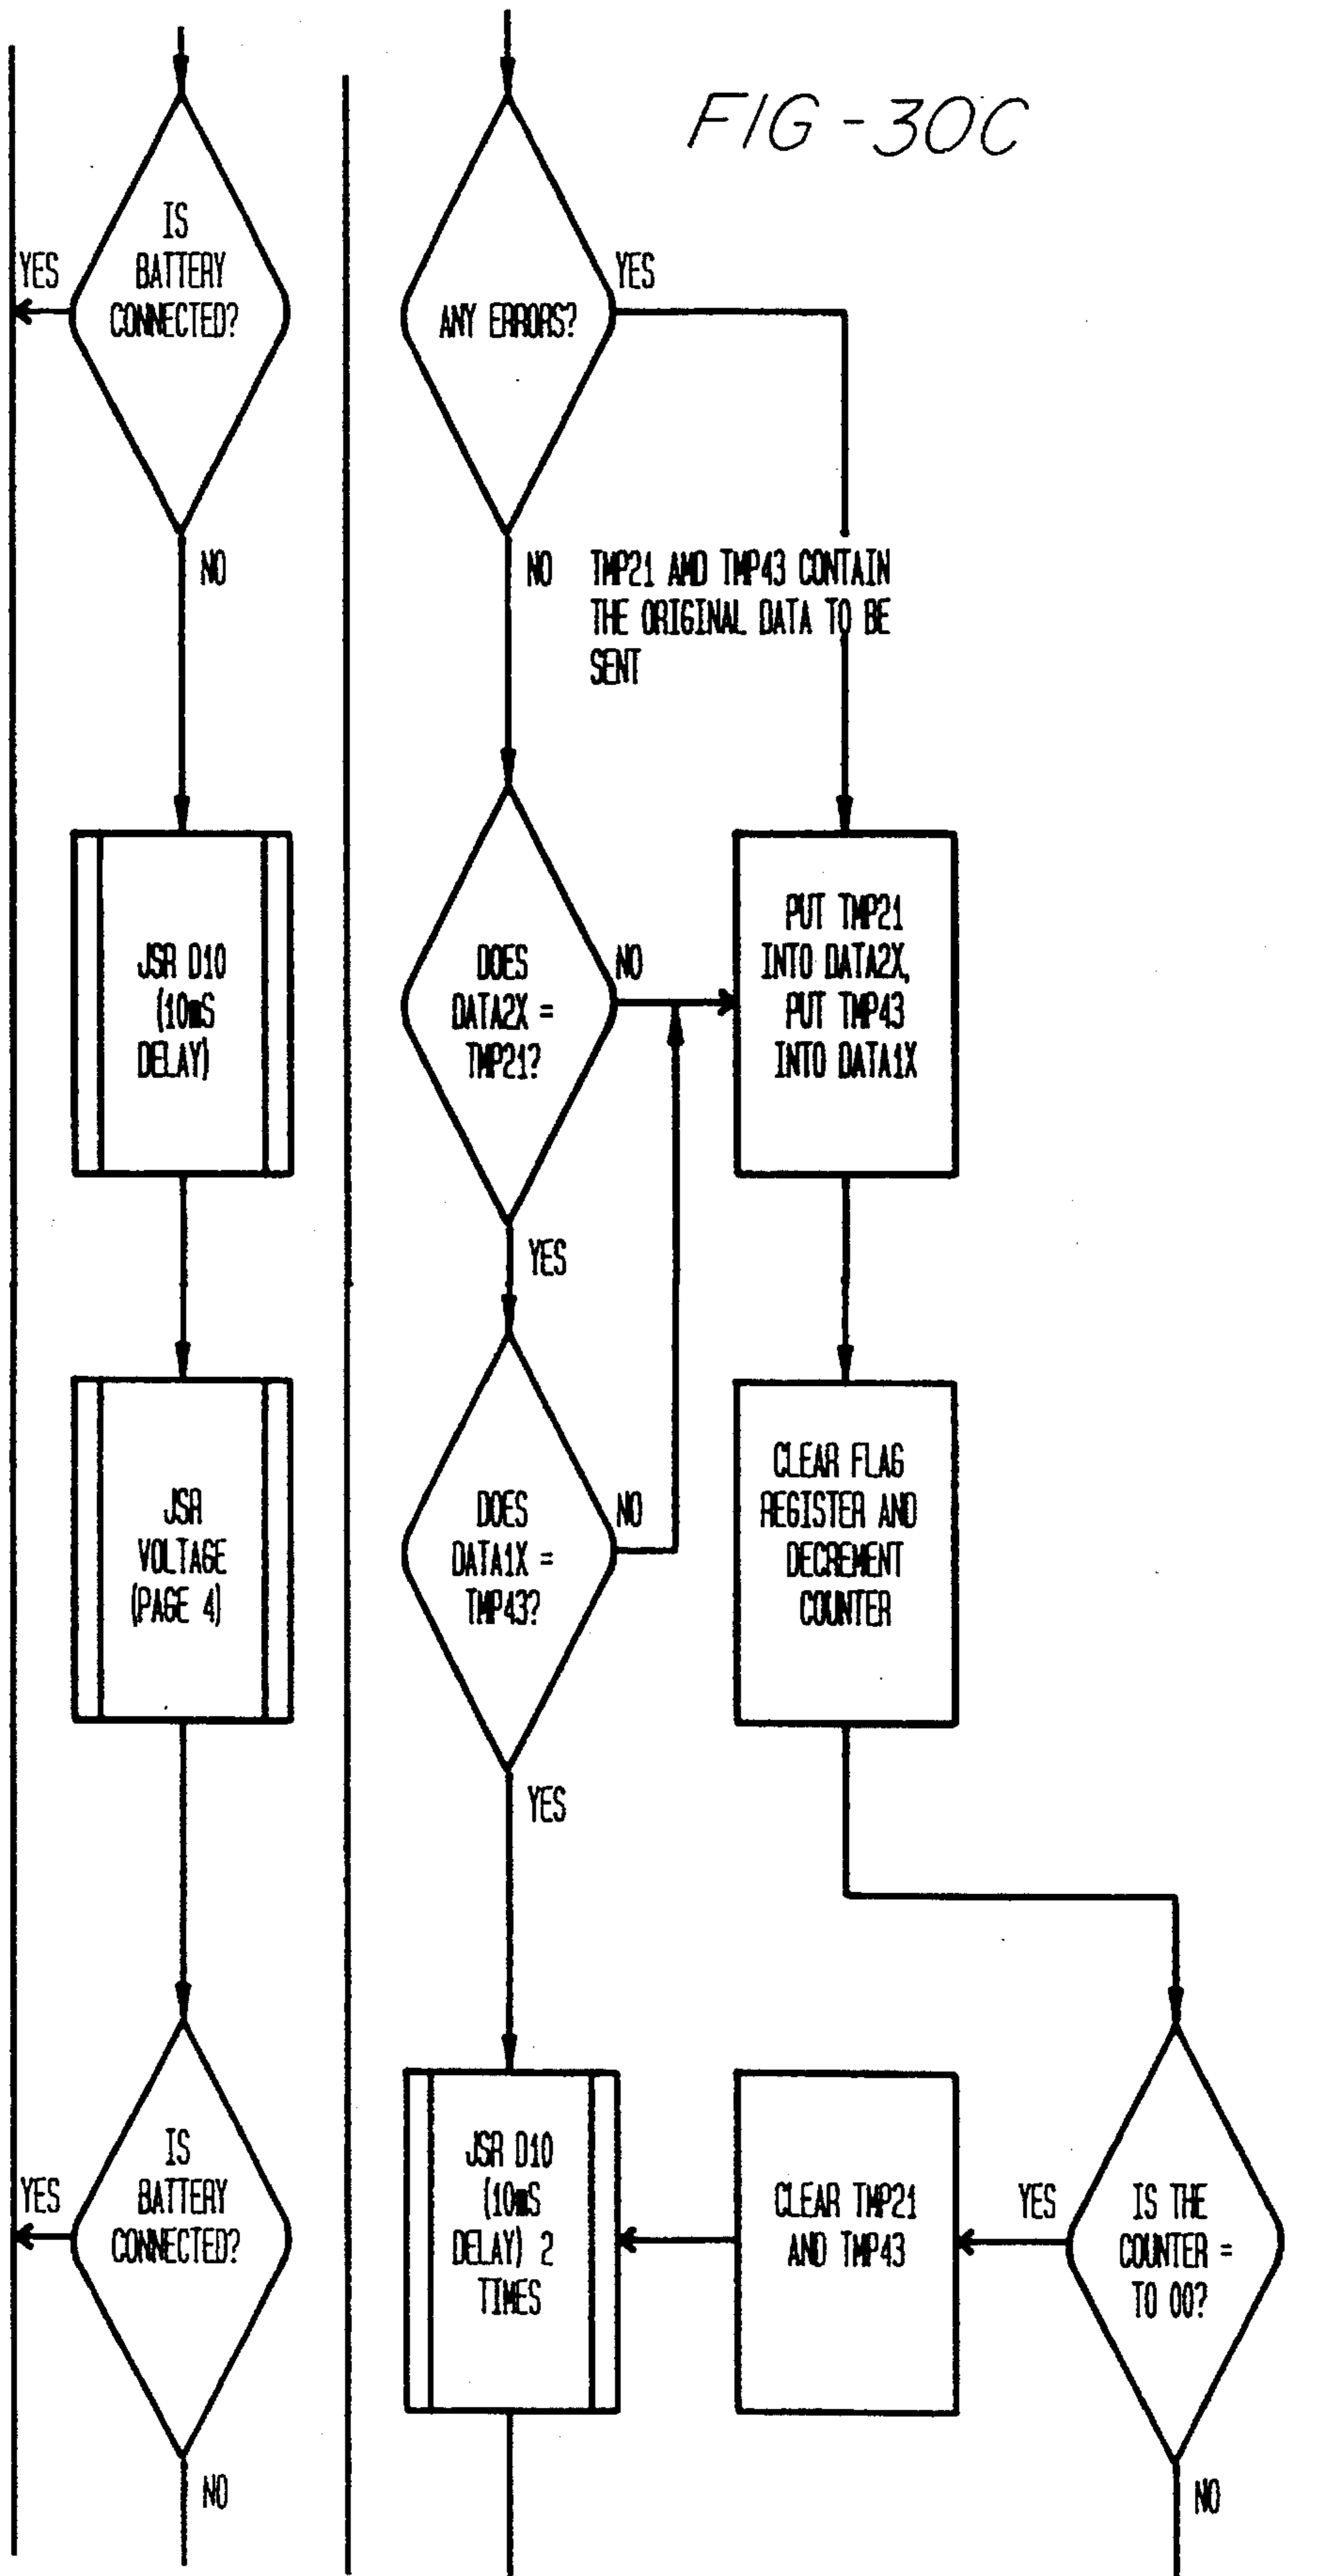 FIG-30C
IS
BATTERY
CONNECTED?
YES
NO
JSR D10
(10mS
DELAY)
JSR
VOLTAGE
(PAGE 4)
IS
BATTERY
CONNECTED?
YES
NO
ANY ERRORS?
YES
NO
TMP21 AND TMP43 CONTAIN
THE ORIGINAL DATA TO BE
SENT
DOES
DATA2X =
TMP21?
NO
YES
PUT TMP21
INTO DATA2X,
PUT TMP43
INTO DATA1X
DOES
DATA1X =
TMP43?
NO
YES
CLEAR FLAG
REGISTER AND
DECREMENT
COUNTER
JSR D10
(10mS
DELAY) 2
TIMES
CLEAR TMP21
AND TMP43
YES
IS THE
COUNTER =
TO 00?
NO